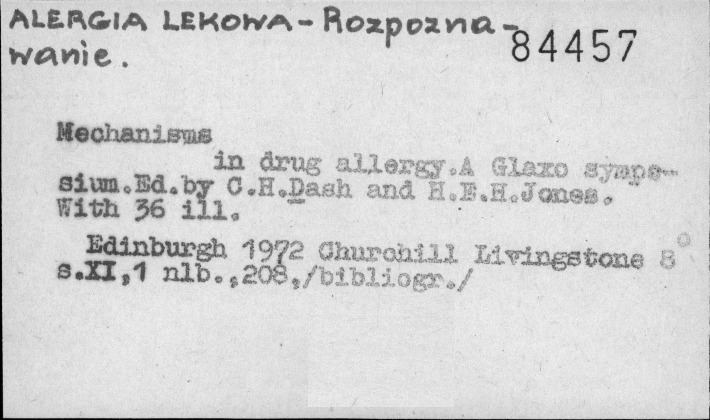 ALERGIA LEKOWA - Rozpozna-
wanie.
84457
Mechanisms
in drug allergy.A Glaxo sympo-
sium.Ed.by C.H.Dash and H.E.H.Jones.
With 36 ill.
Edinburgh 1972 Churchill Livingstone 8°
s.XI,1 nlb.,208,/bibliogr./